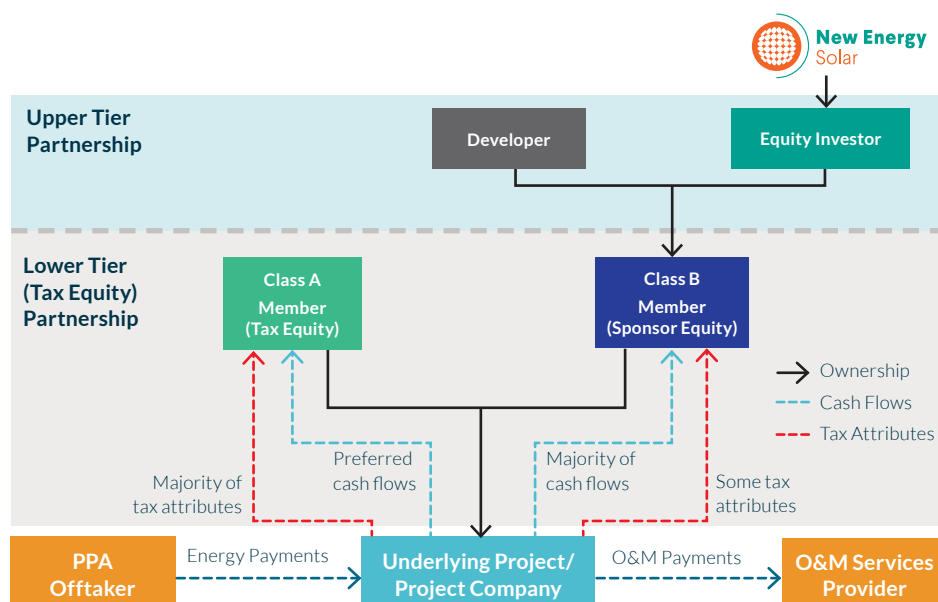 New Energy
Solar
Upper Tier
Partnership
Developer
Equity Investor
Lower Tier
(Tax Equity)
Partnership
Class A
Member
(Tax Equity)
Class B
Member
(Sponsor Equity)
Ownership
Cash Flows
Tax Attributes
Majority of
tax attributes
Preferred
cash flows
Majority of
cash flows
Some tax
attributes
PPA
Offtaker
Energy Payments
Underlying Project/
Project Company
O&M Payments
O&M Services
Provider